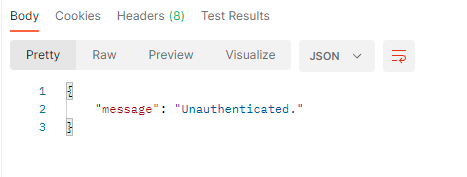 Body Cookies Headers (8) Test Results
Pretty Raw Preview Visualize JSON
1 {
2 "message": "Unauthenticated."
3 }